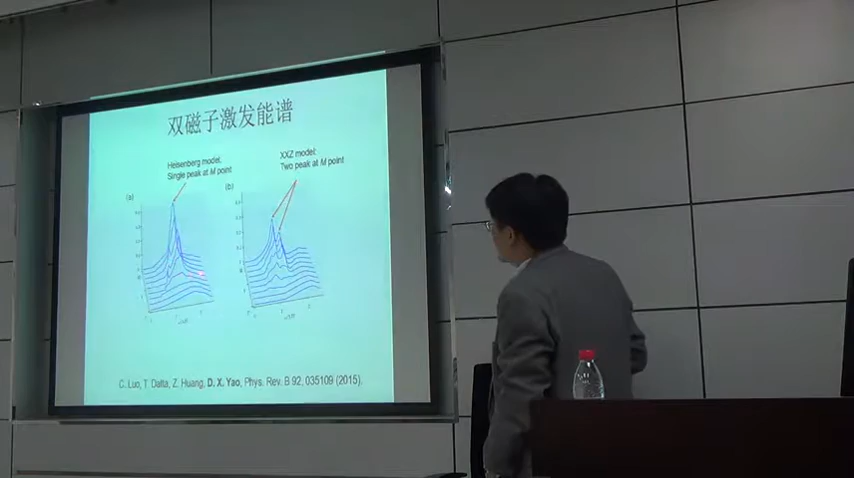 双磁子激发能谱
Heisenberg model,
Single peak at M point
XXZ model:
Two peak at M point
(a)
(b)
C. Luo, T. Datta, Z. Huang, D. X. Yao, Phys. Rev. B 92, 035109 (2015).